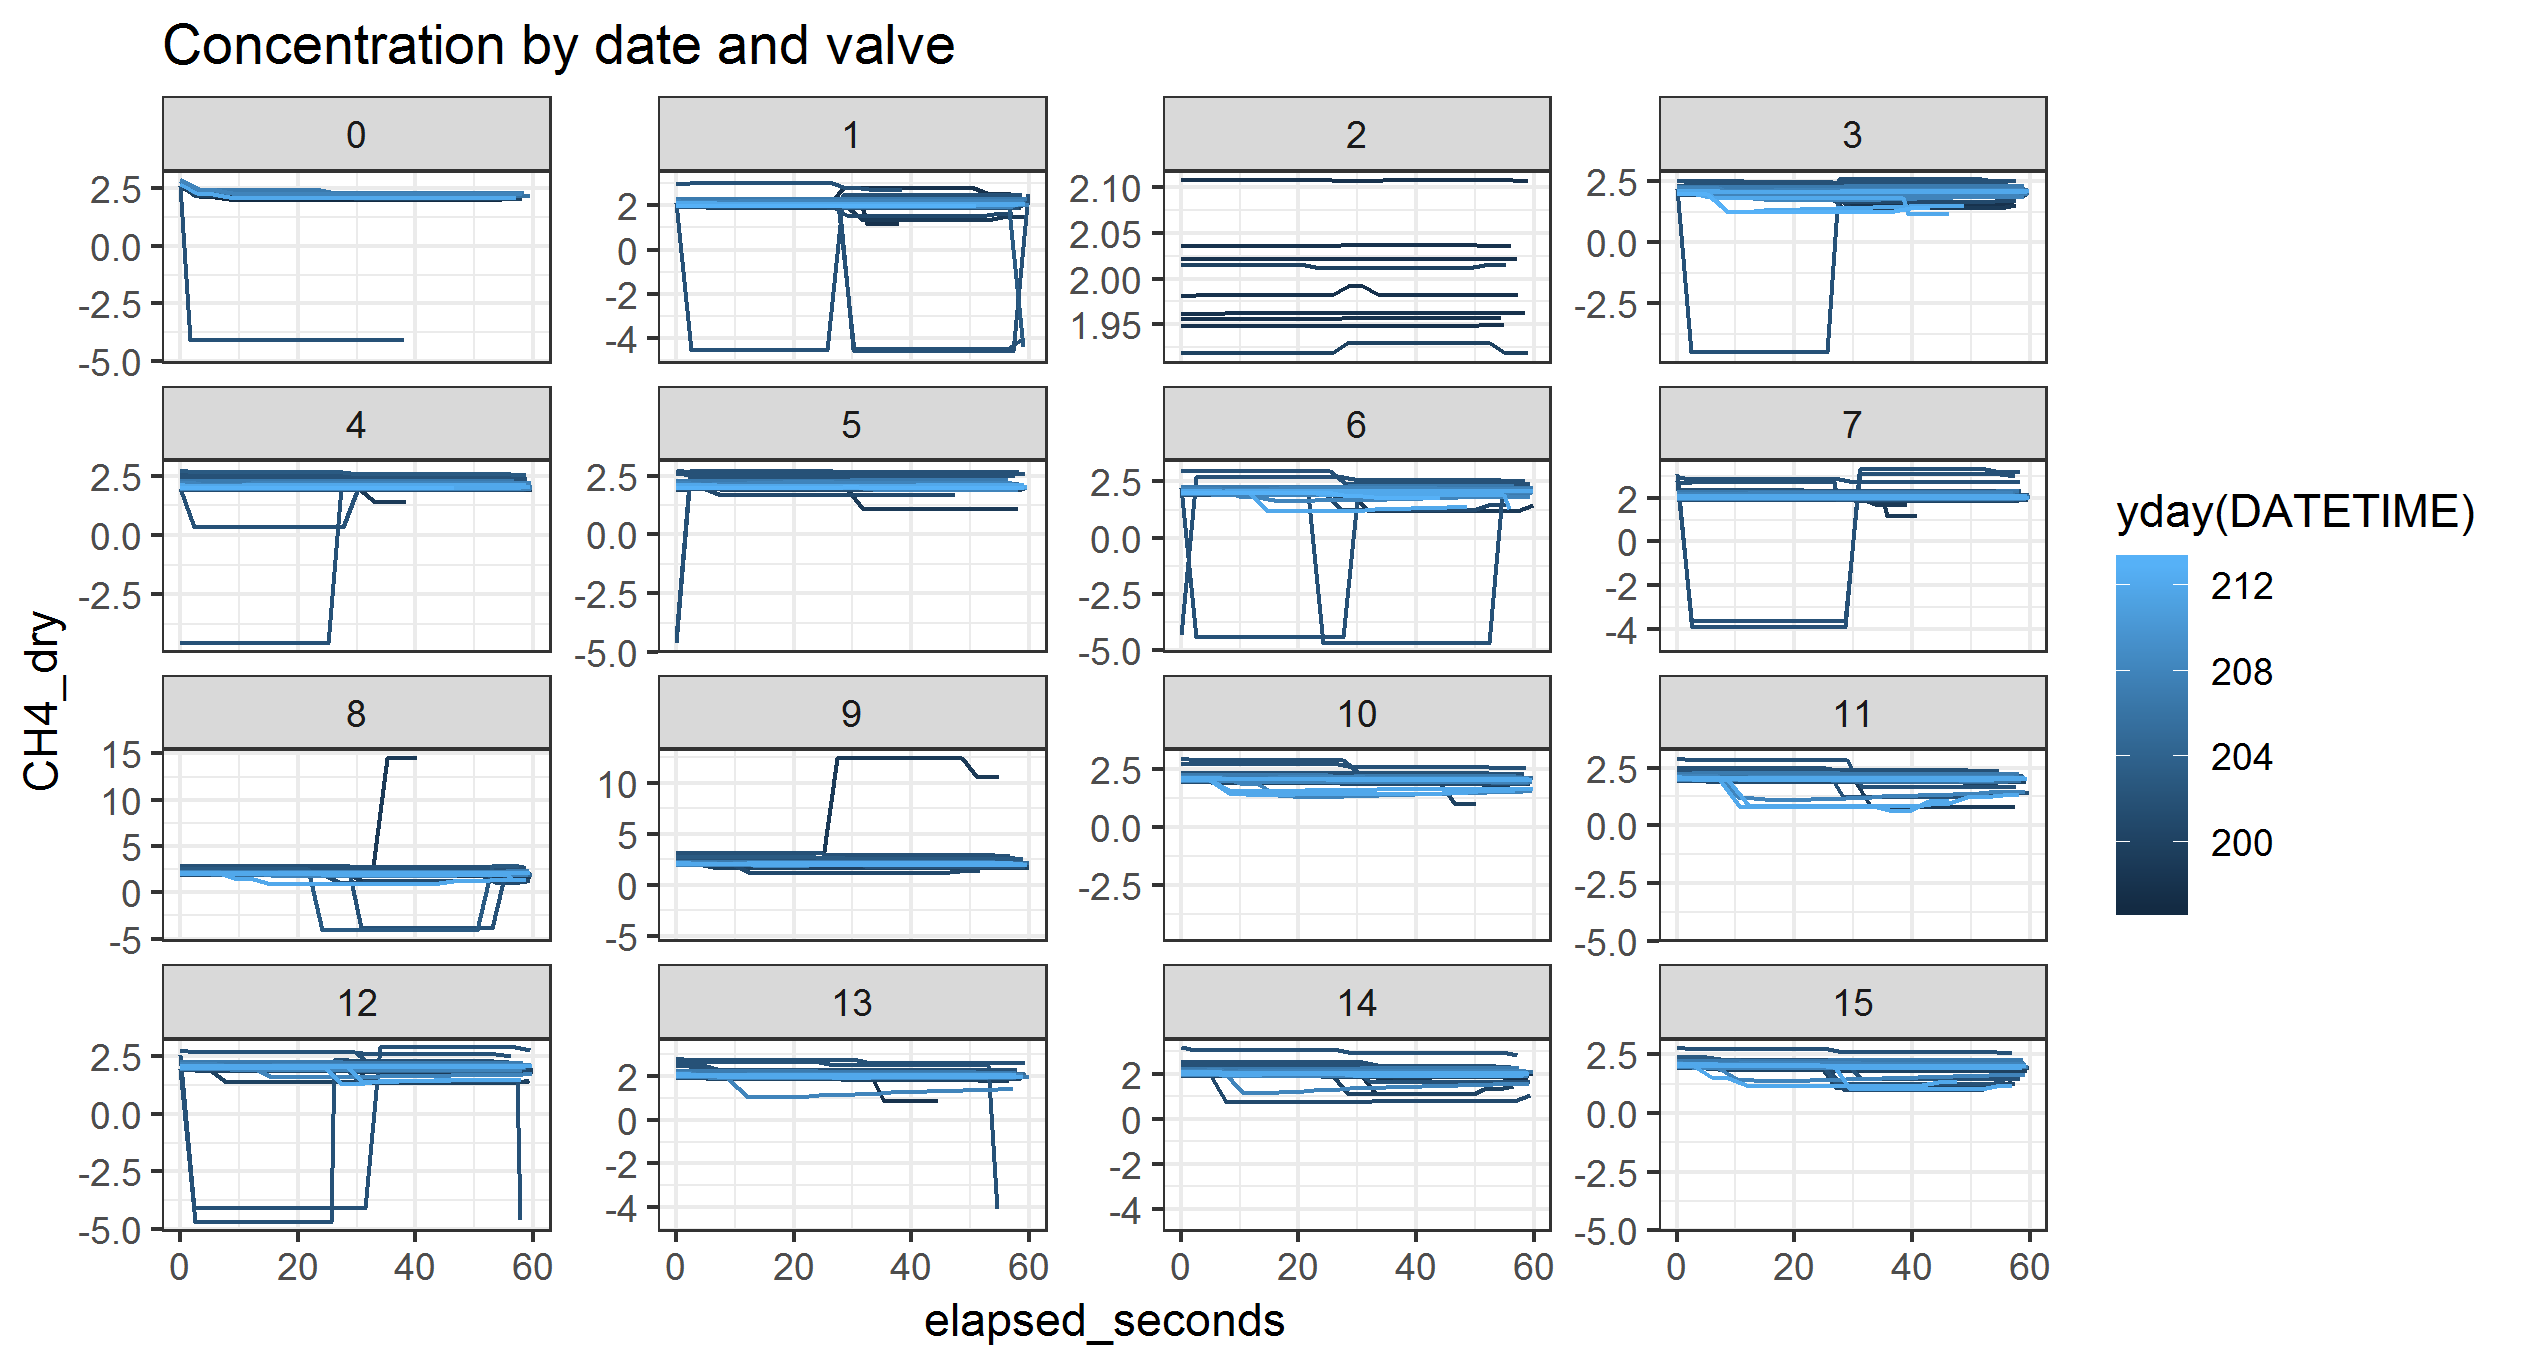 Concentration by date and valve
0 1 2 3
2.5 0.0 -2.5 -5.0
2 0 -2 -4
2.10 2.05 2.00 1.95
2.5 0.0 -2.5
4 5 6 7
2.5 0.0 -2.5
2.5 0.0 -2.5 -5.0
2.5 0.0 -2.5 -5.0
2 0 -2 -4
8 9 10 11
15 10 5 0 -5
10 5 0 -5
2.5 0.0 -2.5
2.5 0.0 -2.5 -5.0
12 13 14 15
2.5 0.0 -2.5 -5.0
2 0 -2 -4
2 0 -2 -4
2.5 0.0 -2.5 -5.0
0 20 40 60 0 20 40 60 0 20 40 60 0 20 40 60
elapsed_seconds
CH4_dry
yday(DATETIME)
212
208
204
200